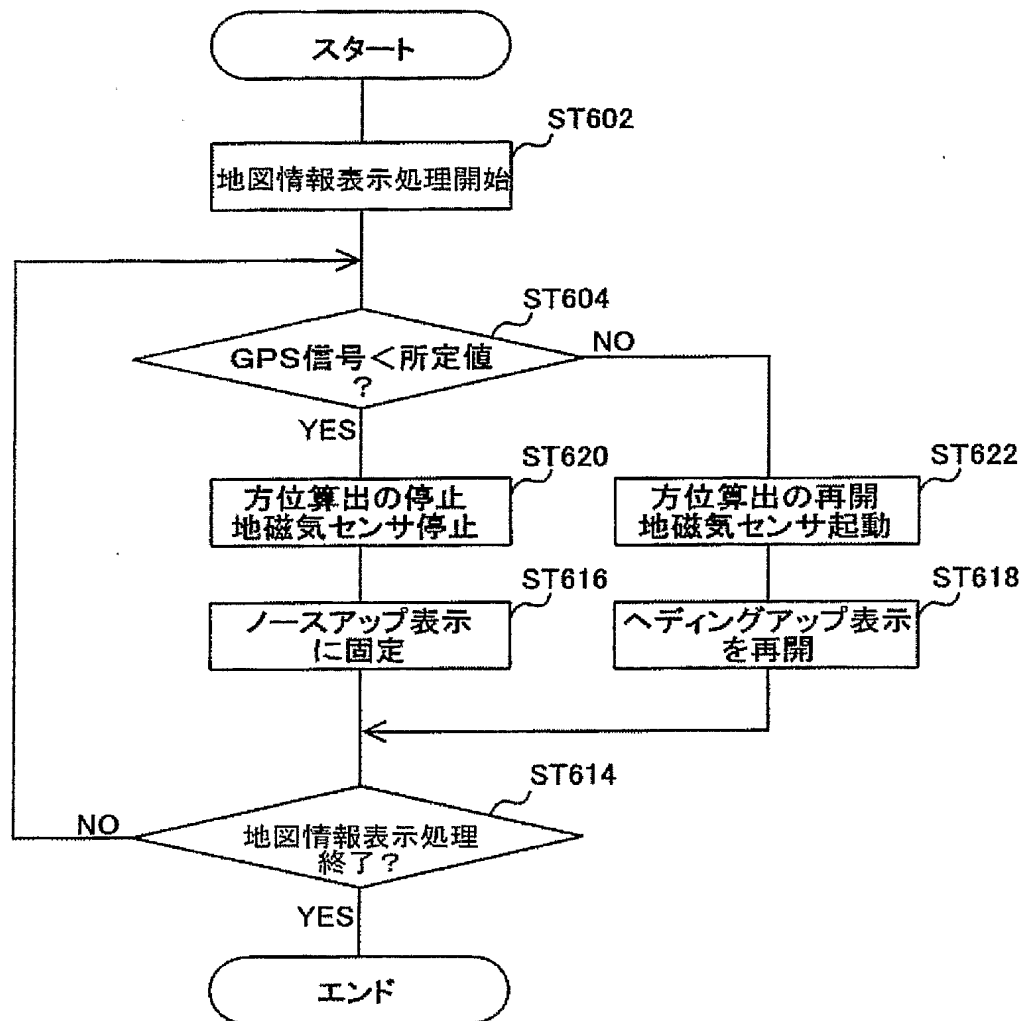 スタート
ST602
地図情報表示処理開始
ST604
GPS信号<所定値
?
NO
YES
ST620
方位算出の停止
地磁気センサ停止
ST622
方位算出の再開
地磁気センサ起動
ST616
ノースアップ表示
に固定
ST618
ヘディングアップ表示
を再開
ST614
地図情報表示処理
終了?
NO
YES
エンド